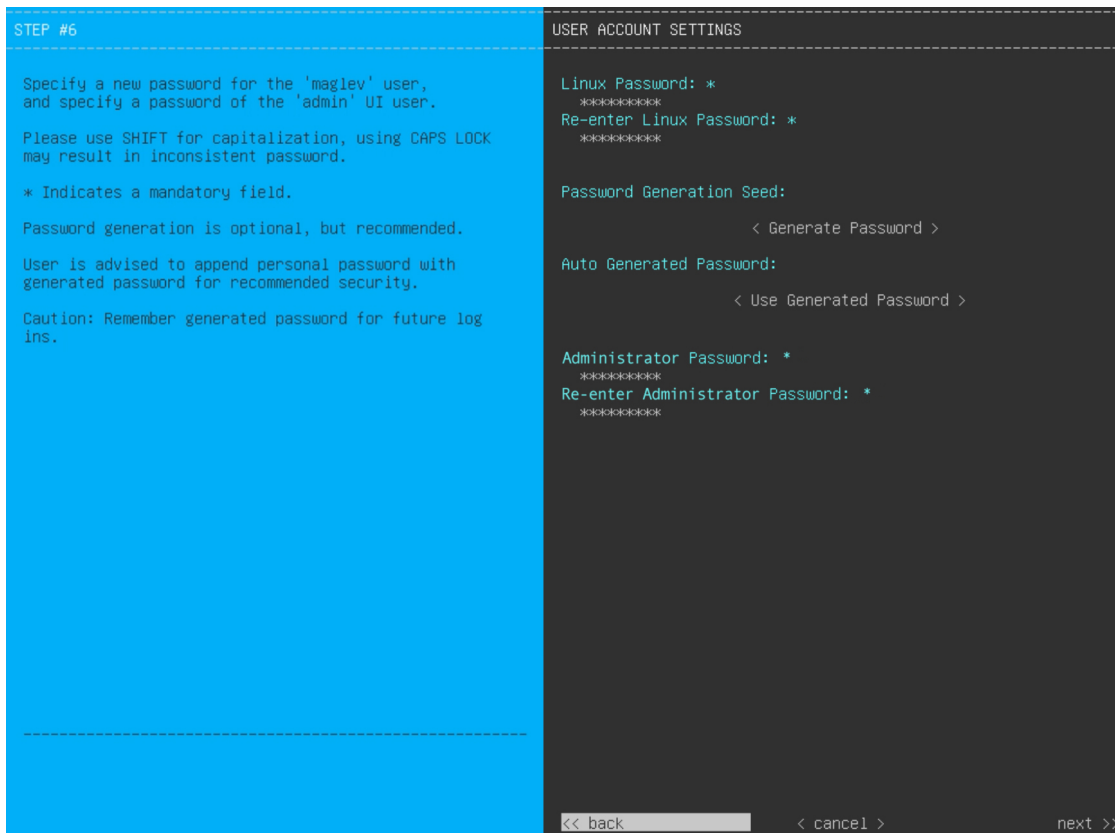 STEP #6
Specify a new password for the 'maglev' user,
and specify a password of the 'admin' UI user.
Please use SHIFT for capitalization, using CAPS LOCK
may result in inconsistent password.
* Indicates a mandatory field.
Password generation is optional, but recommended.
User is advised to append personal password with
generated password for recommended security.
Caution: Remember generated password for future log
ins.
USER ACCOUNT SETTINGS
Linux Password: *
*********
Re-enter Linux Password: *
*********
Password Generation Seed:
< Generate Password >
Auto Generated Password:
< Use Generated Password >
Administrator Password: *
*********
Re-enter Administrator Password: *
*********
<< back < cancel > next >>